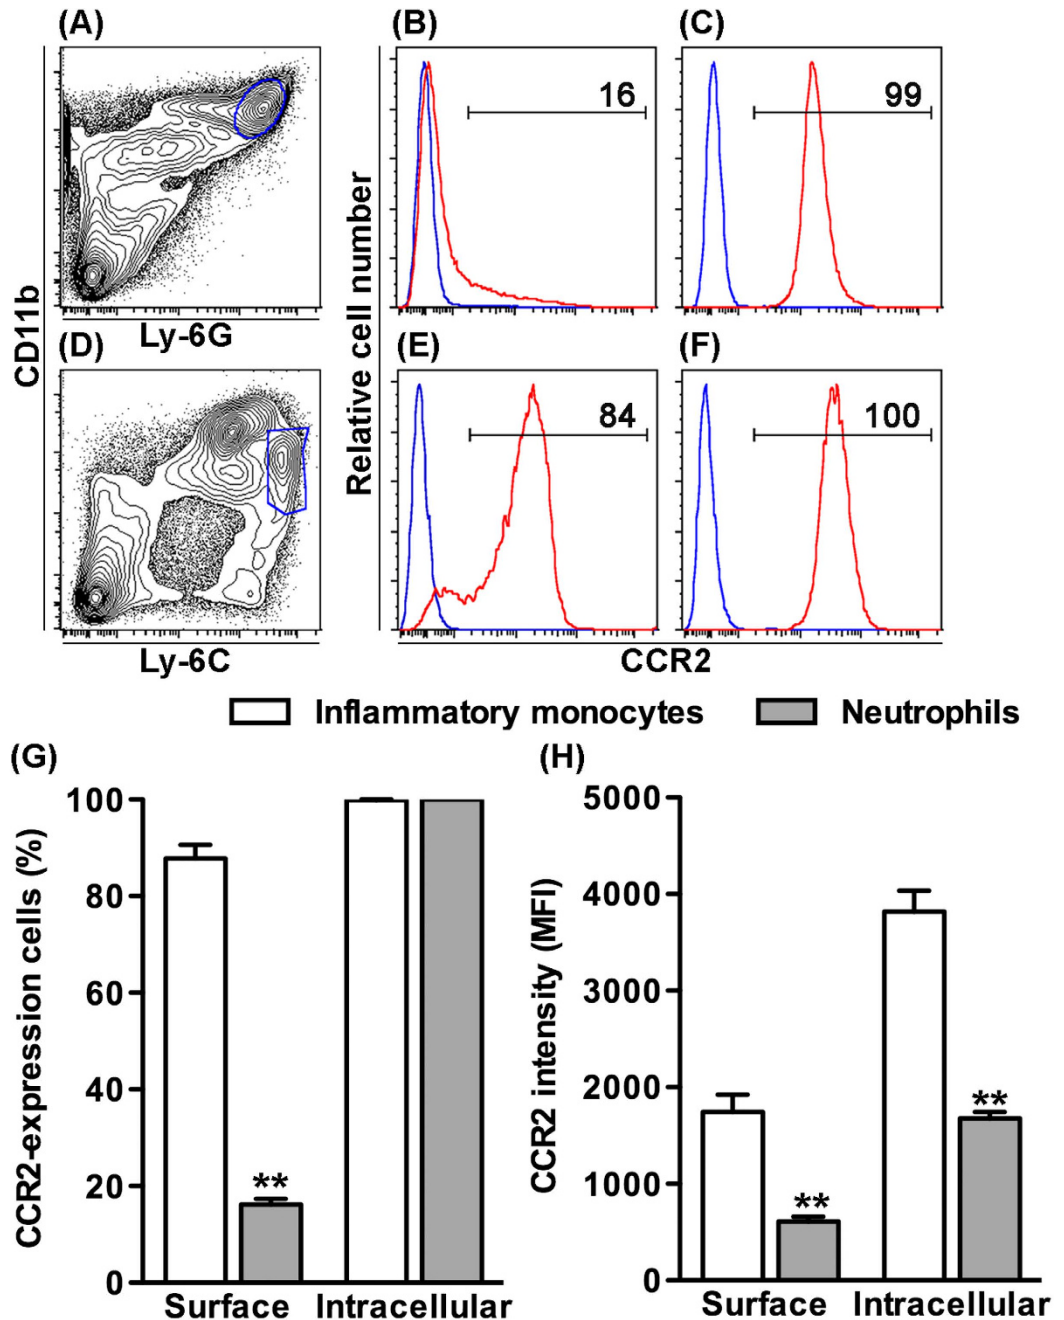 (A)
(B)
(C)
16
99
CD11b
Ly-6G
Relative cell number
(D)
(E)
(F)
84
100
Ly-6C
CCR2
Inflammatory monocytes
Neutrophils
(G)
CCR2-expression cells (%)
100
80
60
40
20
0
**
Surface
Intracellular
(H)
CCR2 intensity (MFI)
5000
4000
3000
2000
1000
0
**
**
Surface
Intracellular